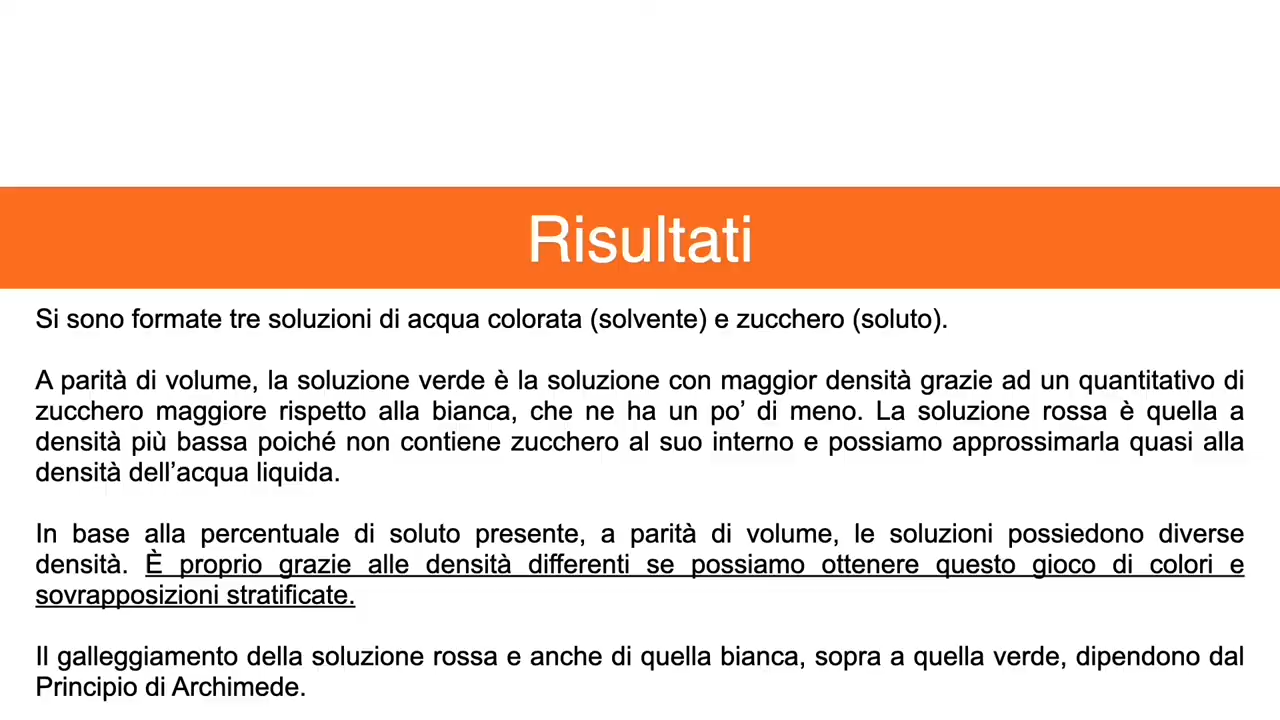 Risultati
Si sono formate tre soluzioni di acqua colorata (solvente) e zucchero (soluto).
A parità di volume, la soluzione verde è la soluzione con maggior densità grazie ad un quantitativo di
zucchero maggiore rispetto alla bianca, che ne ha un po’ di meno. La soluzione rossa è quella a
densità più bassa poiché non contiene zucchero al suo interno e possiamo approssimarla quasi alla
densità dell’acqua liquida.
In base alla percentuale di soluto presente, a parità di volume, le soluzioni possiedono diverse
densità. È proprio grazie alle densità differenti se possiamo ottenere questo gioco di colori e
sovrapposizioni stratificate.
Il galleggiamento della soluzione rossa e anche di quella bianca, sopra a quella verde, dipendono dal
Principio di Archimede.